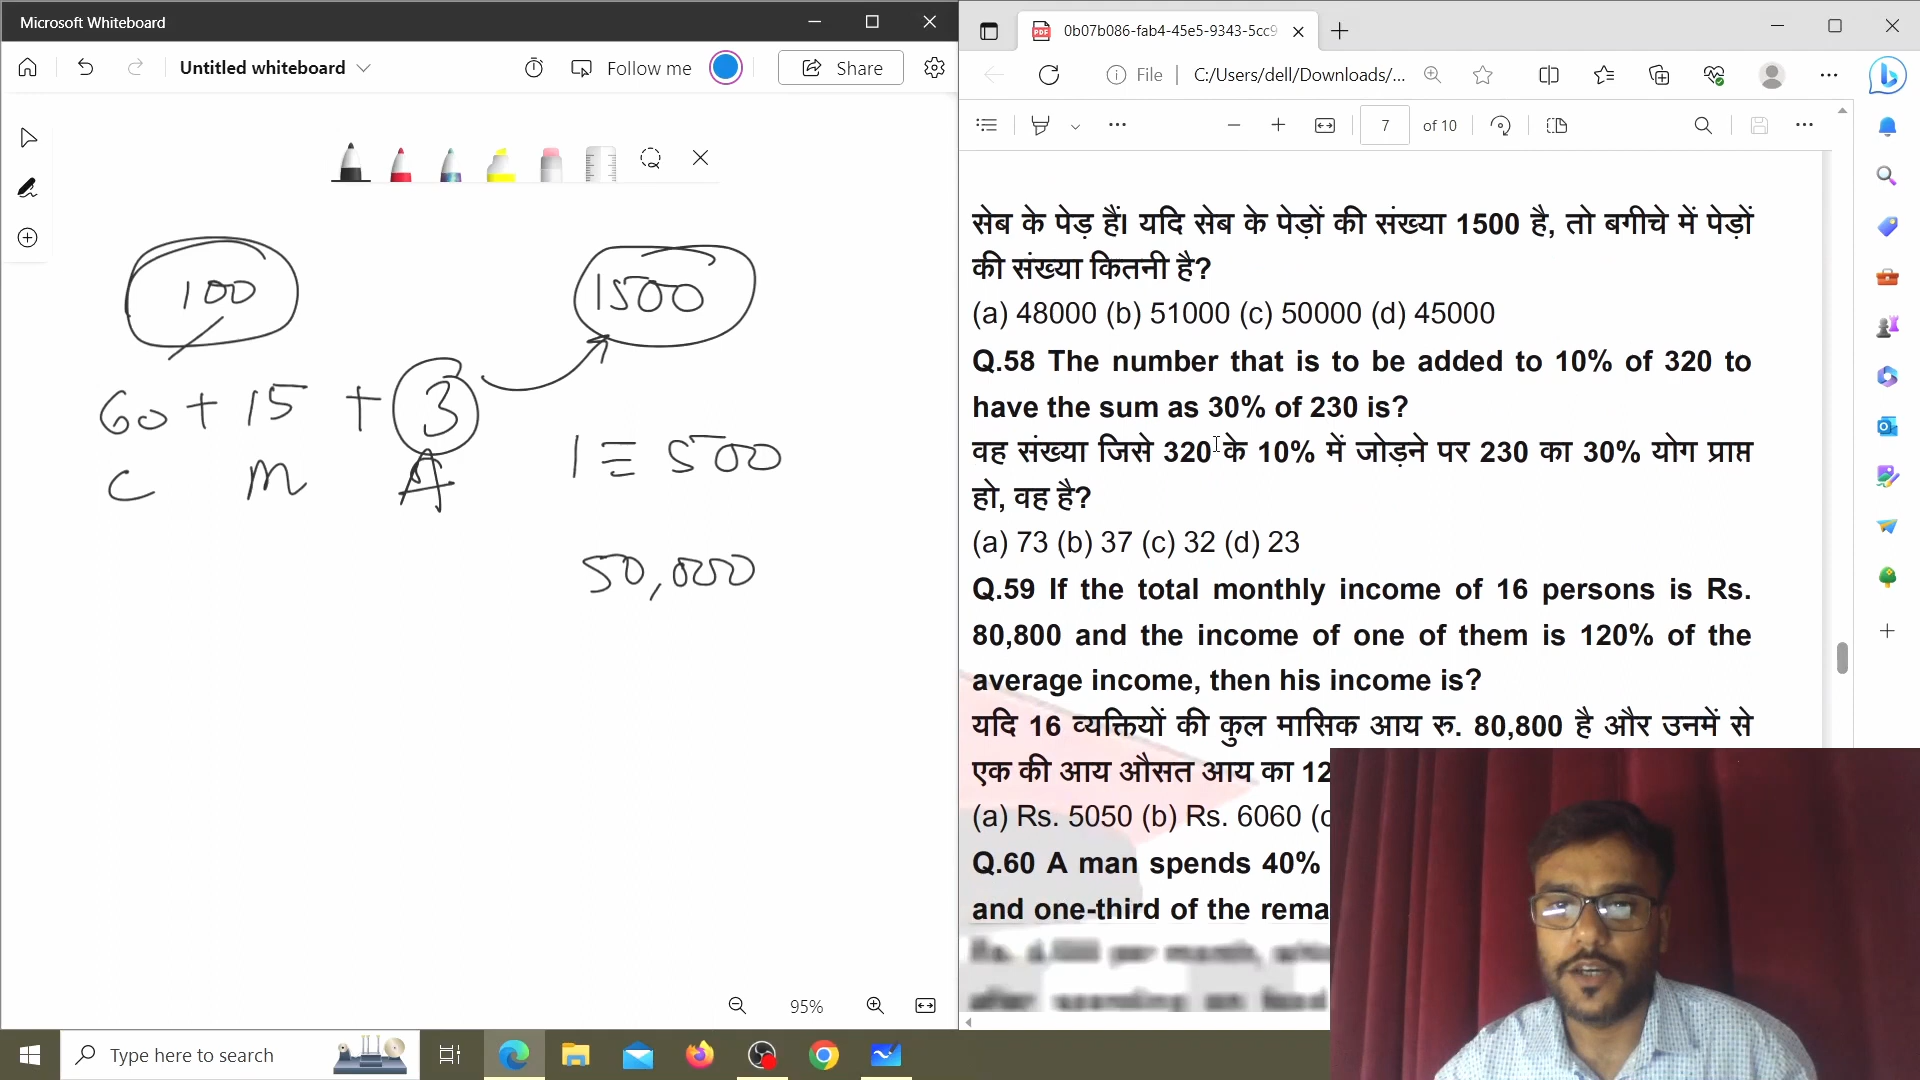 Microsoft Whiteboard
Untitled whiteboard
Follow me
Share
100
1500
60 + 15 + 3
C M A
1 ≡ 500
50,000
95%
0b07b086-fab4-45e5-9343-5cc9
File
C:/Users/dell/Downloads/...
7 of 10
सेब के पेड़ हैं। यदि सेब के पेड़ों की संख्या 1500 है, तो बगीचे में पेड़ों
की संख्या कितनी है?
(a) 48000 (b) 51000 (c) 50000 (d) 45000
Q.58 The number that is to be added to 10% of 320 to
have the sum as 30% of 230 is?
वह संख्या जिसे 320 के 10% में जोड़ने पर 230 का 30% योग प्राप्त
हो, वह है?
(a) 73 (b) 37 (c) 32 (d) 23
Q.59 If the total monthly income of 16 persons is Rs.
80,800 and the income of one of them is 120% of the
average income, then his income is?
यदि 16 व्यक्तियों की कुल मासिक आय रु. 80,800 है और उनमें से
एक की आय औसत आय का 12
(a) Rs. 5050 (b) Rs. 6060 (c
Q.60 A man spends 40%
and one-third of the rema
Type here to search